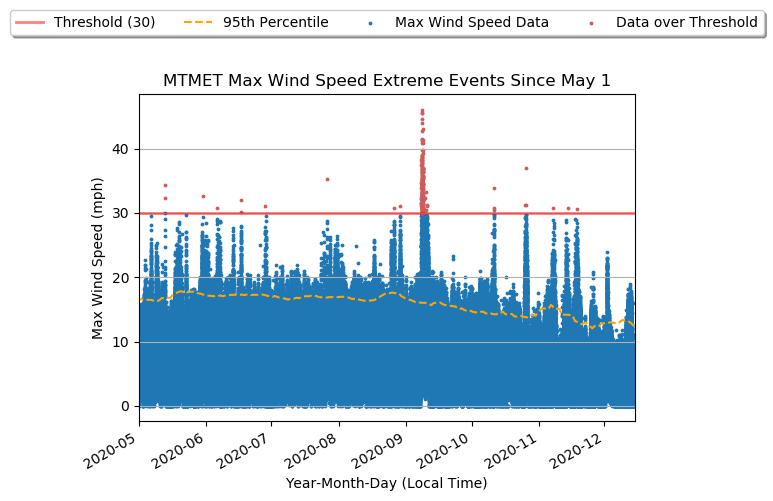 Threshold (30) 95th Percentile Max Wind Speed Data Data over Threshold
MTMET Max Wind Speed Extreme Events Since May 1
Max Wind Speed (mph)
40
30
20
10
0
2020-05 2020-06 2020-07 2020-08 2020-09 2020-10 2020-11 2020-12
Year-Month-Day (Local Time)